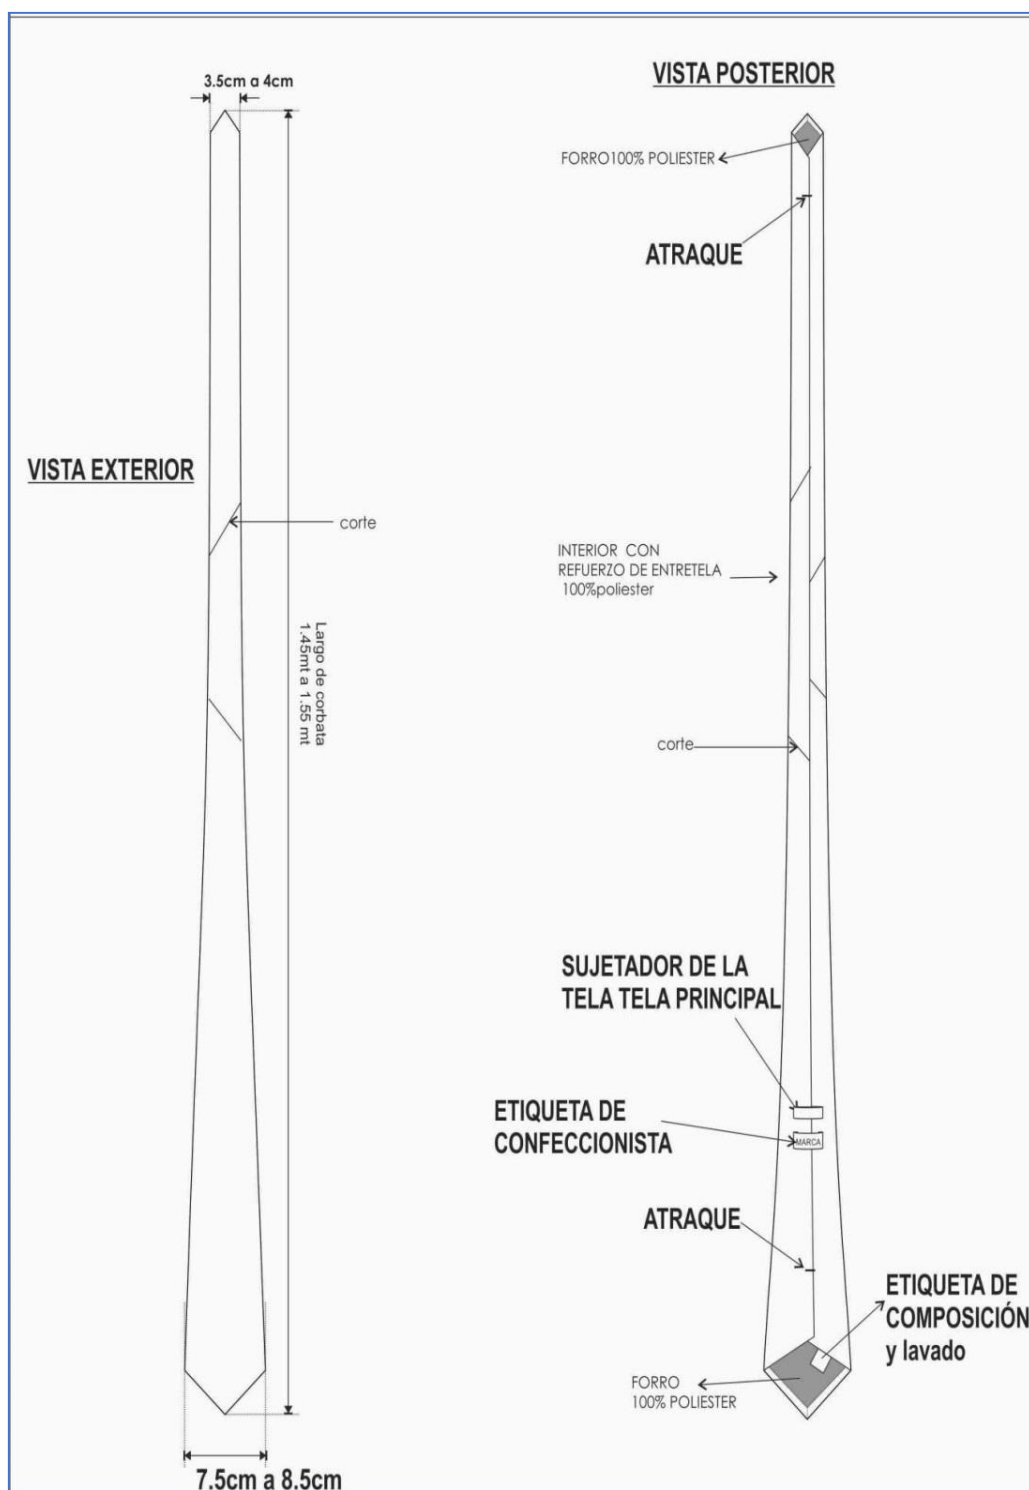 3.5cm a 4cm
VISTA EXTERIOR
corte
Largo de corbata
1.45mt a 1.55 mt
7.5cm a 8.5cm
VISTA POSTERIOR
FORRO100% POLIESTER
ATRAQUE
INTERIOR CON
REFUERZO DE ENTRETELA
100%poliester
corte
SUJETADOR DE LA
TELA TELA PRINCIPAL
ETIQUETA DE
CONFECCIONISTA
MARCA
ATRAQUE
ETIQUETA DE
COMPOSICIÓN
y lavado
FORRO
100% POLIESTER